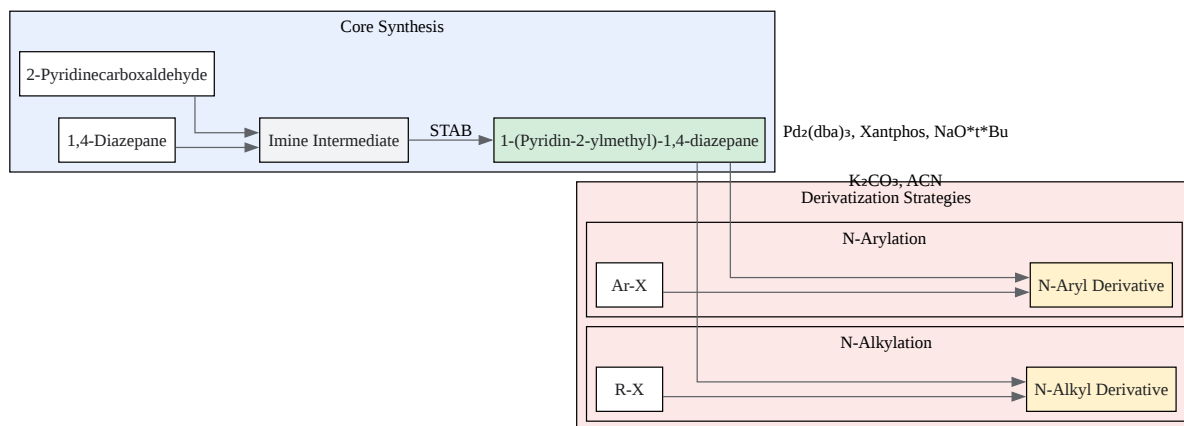 Core Synthesis
2-Pyridinecarboxaldehyde
1,4-Diazepane
Imine Intermediate
STAB
1-(Pyridin-2-ylmethyl)-1,4-diazepane
Pd₂(dba)₃, Xantphos, NaO*t*Bu
K₂CO₃, ACN
Derivatization Strategies
N-Arylation
Ar-X
N-Aryl Derivative
N-Alkylation
R-X
N-Alkyl Derivative